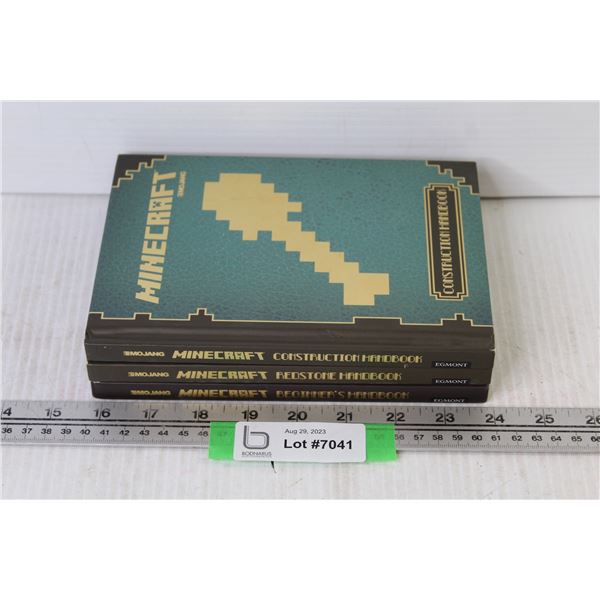 MINECRAFT
MOJANG
CONSTRUCTION HANDBOOK
MOJANG MINECRAFT CONSTRUCTION HANDBOOK EGMONT
MOJANG MINECRAFT REDSTONE HANDBOOK EGMONT
MOJANG MINECRAFT BEGINNER'S HANDBOOK EGMONT
4 15 16 17 18 19 20 21 22 23 24 25 26
36 37 38 39 40 41 42 43 44 45 46 56 57 58 59 60 61 62 63 64 65 66
b
BODNARUS
Aug 29, 2023
Lot #7041